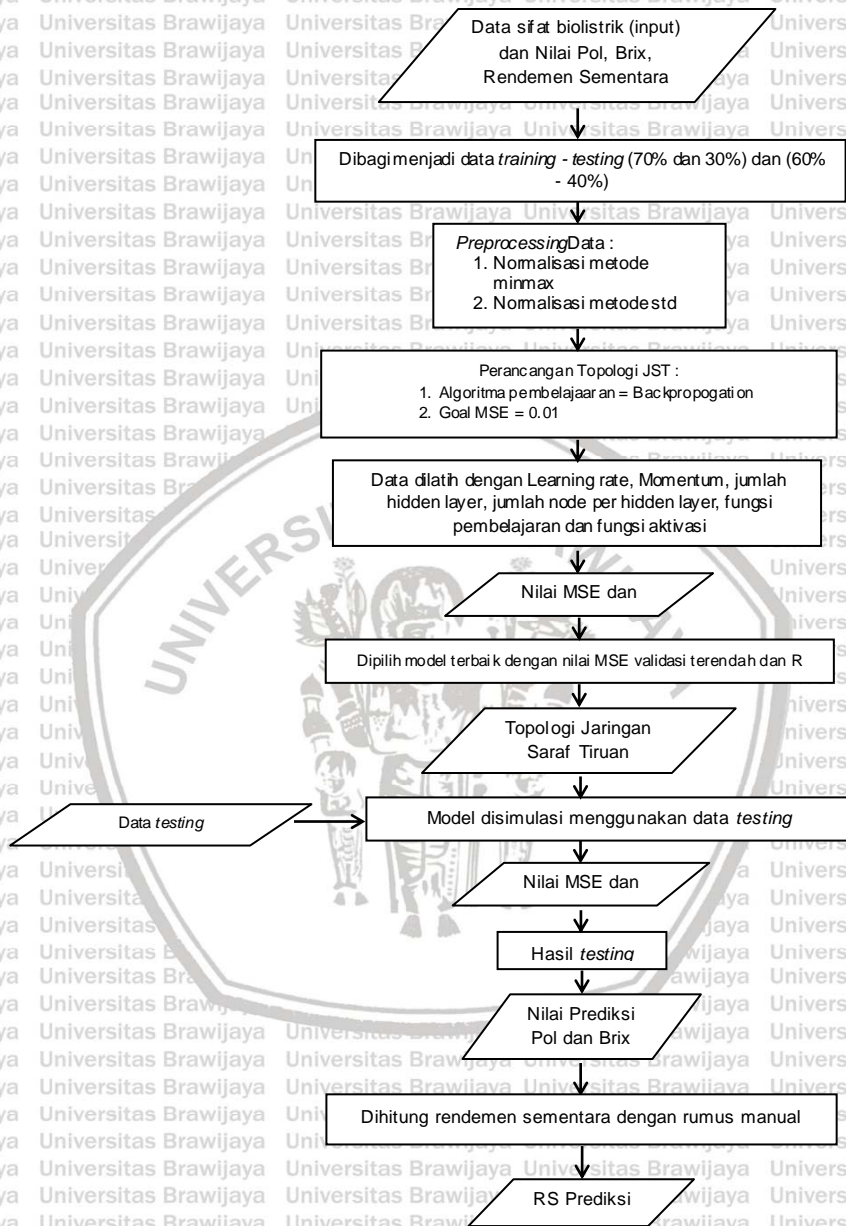 Data sifat biolistrik (input)
dan Nilai Pol, Brix,
Rendemen Sementara
Dibagi menjadi data training - testing (70% dan 30%) dan (60%
- 40%)
Preprocessing Data :
1. Normalisasi metode
minmax
2. Normalisasi metode std
Perancangan Topologi JST :
1. Algoritma pembelajaaran = Backpropogation
2. Goal MSE = 0.01
Data dilatih dengan Learning rate, Momentum, jumlah
hidden layer, jumlah node per hidden layer, fungsi
pembelajaran dan fungsi aktivasi
Nilai MSE dan
Dipilih model terbaik dengan nilai MSE validasi terendah dan R
Topologi Jaringan
Saraf Tiruan
Data testing
Model disimulasi menggunakan data testing
Nilai MSE dan
Hasil testing
Nilai Prediksi
Pol dan Brix
Dihitung rendemen sementara dengan rumus manual
RS Prediksi